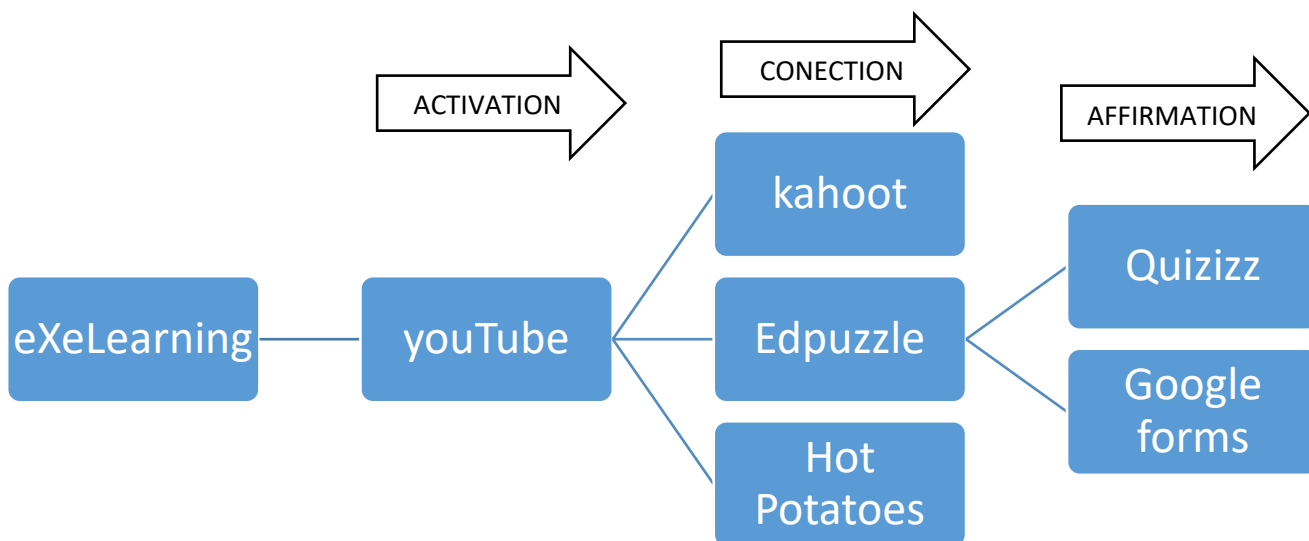 ACTIVATION
CONECTION
AFFIRMATION
eXeLearning
youTube
kahoot
Edpuzzle
Hot
Potatoes
Quizizz
Google
forms